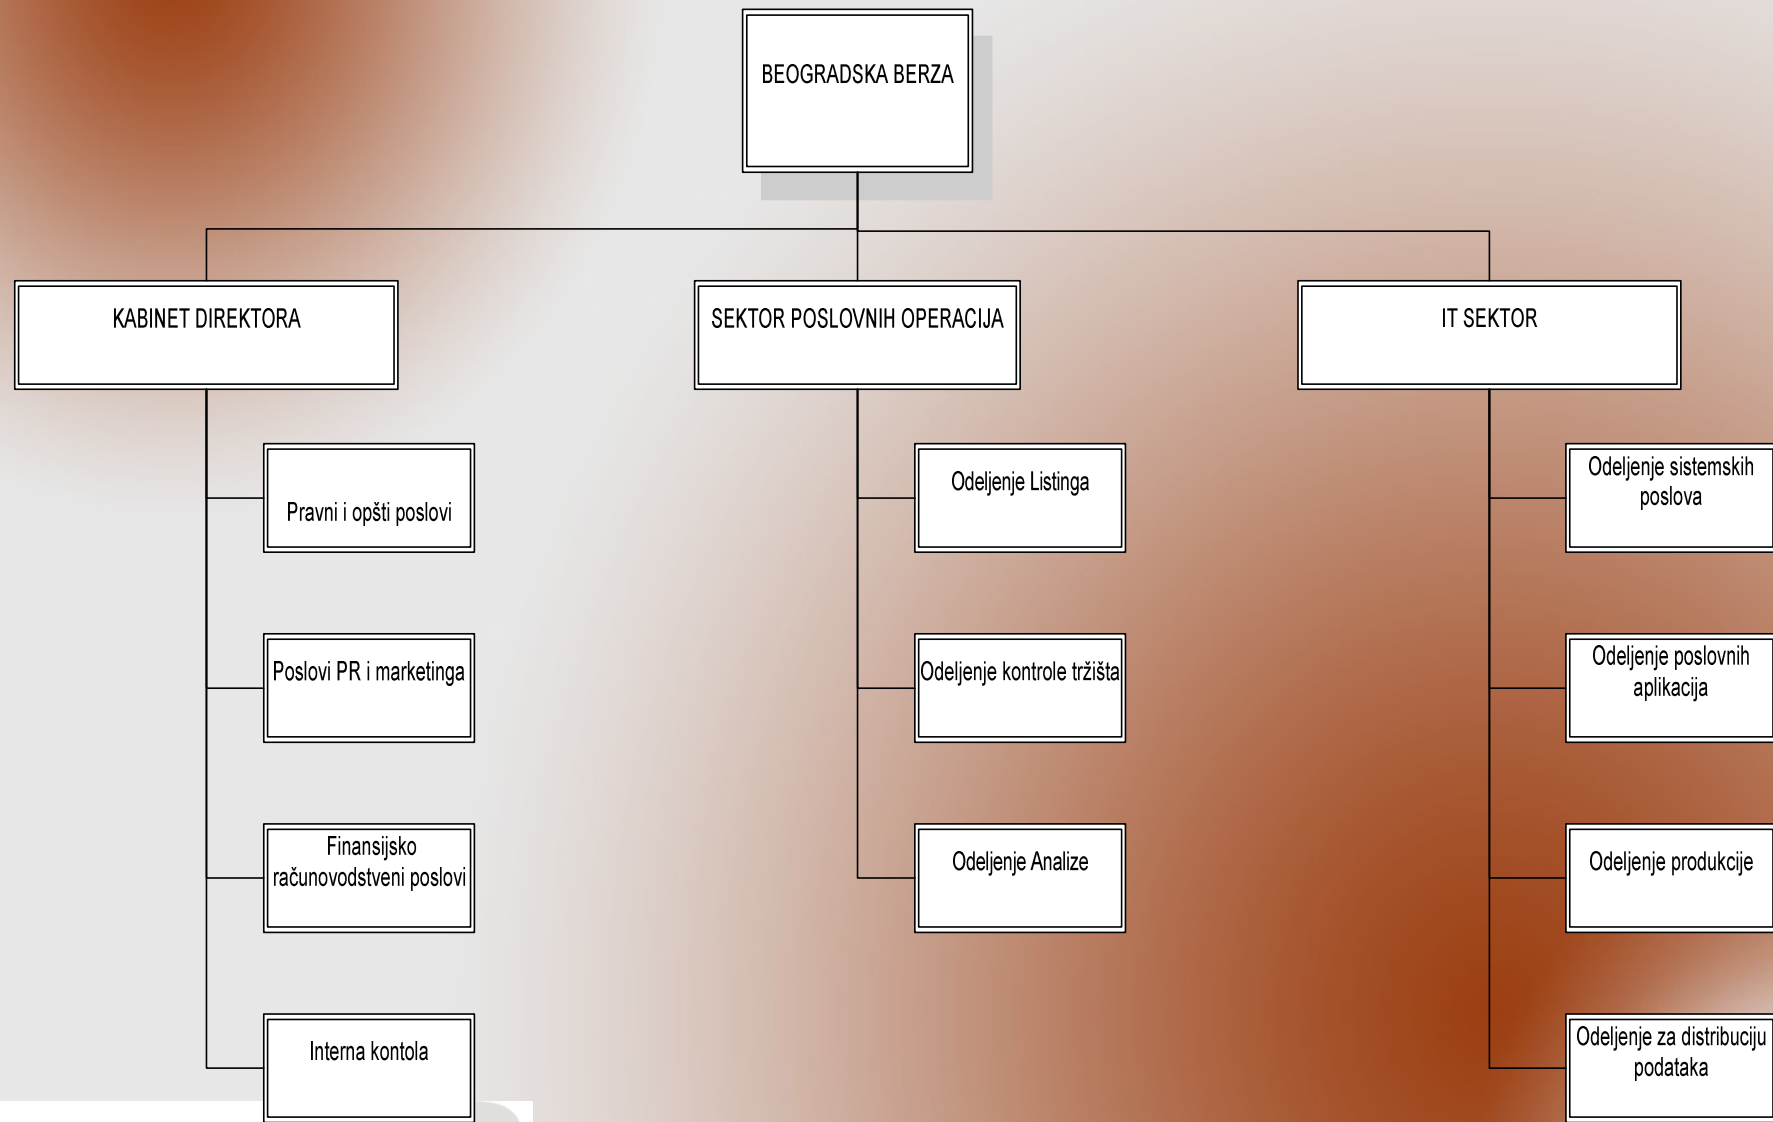 BEOGRADSKA BERZA
KABINET DIREKTORA
SEKTOR POSLOVNIH OPERACIJA
IT SEKTOR
Pravni i opšti poslovi
Poslovi PR i marketinga
Finansijsko
računovodstveni poslovi
Interna kontola
Odeljenje Listinga
Odeljenje kontrole tržišta
Odeljenje Analize
Odeljenje sistemskih
poslova
Odeljenje poslovnih
aplikacija
Odeljenje produkcije
Odeljenje za distribuciju
podataka